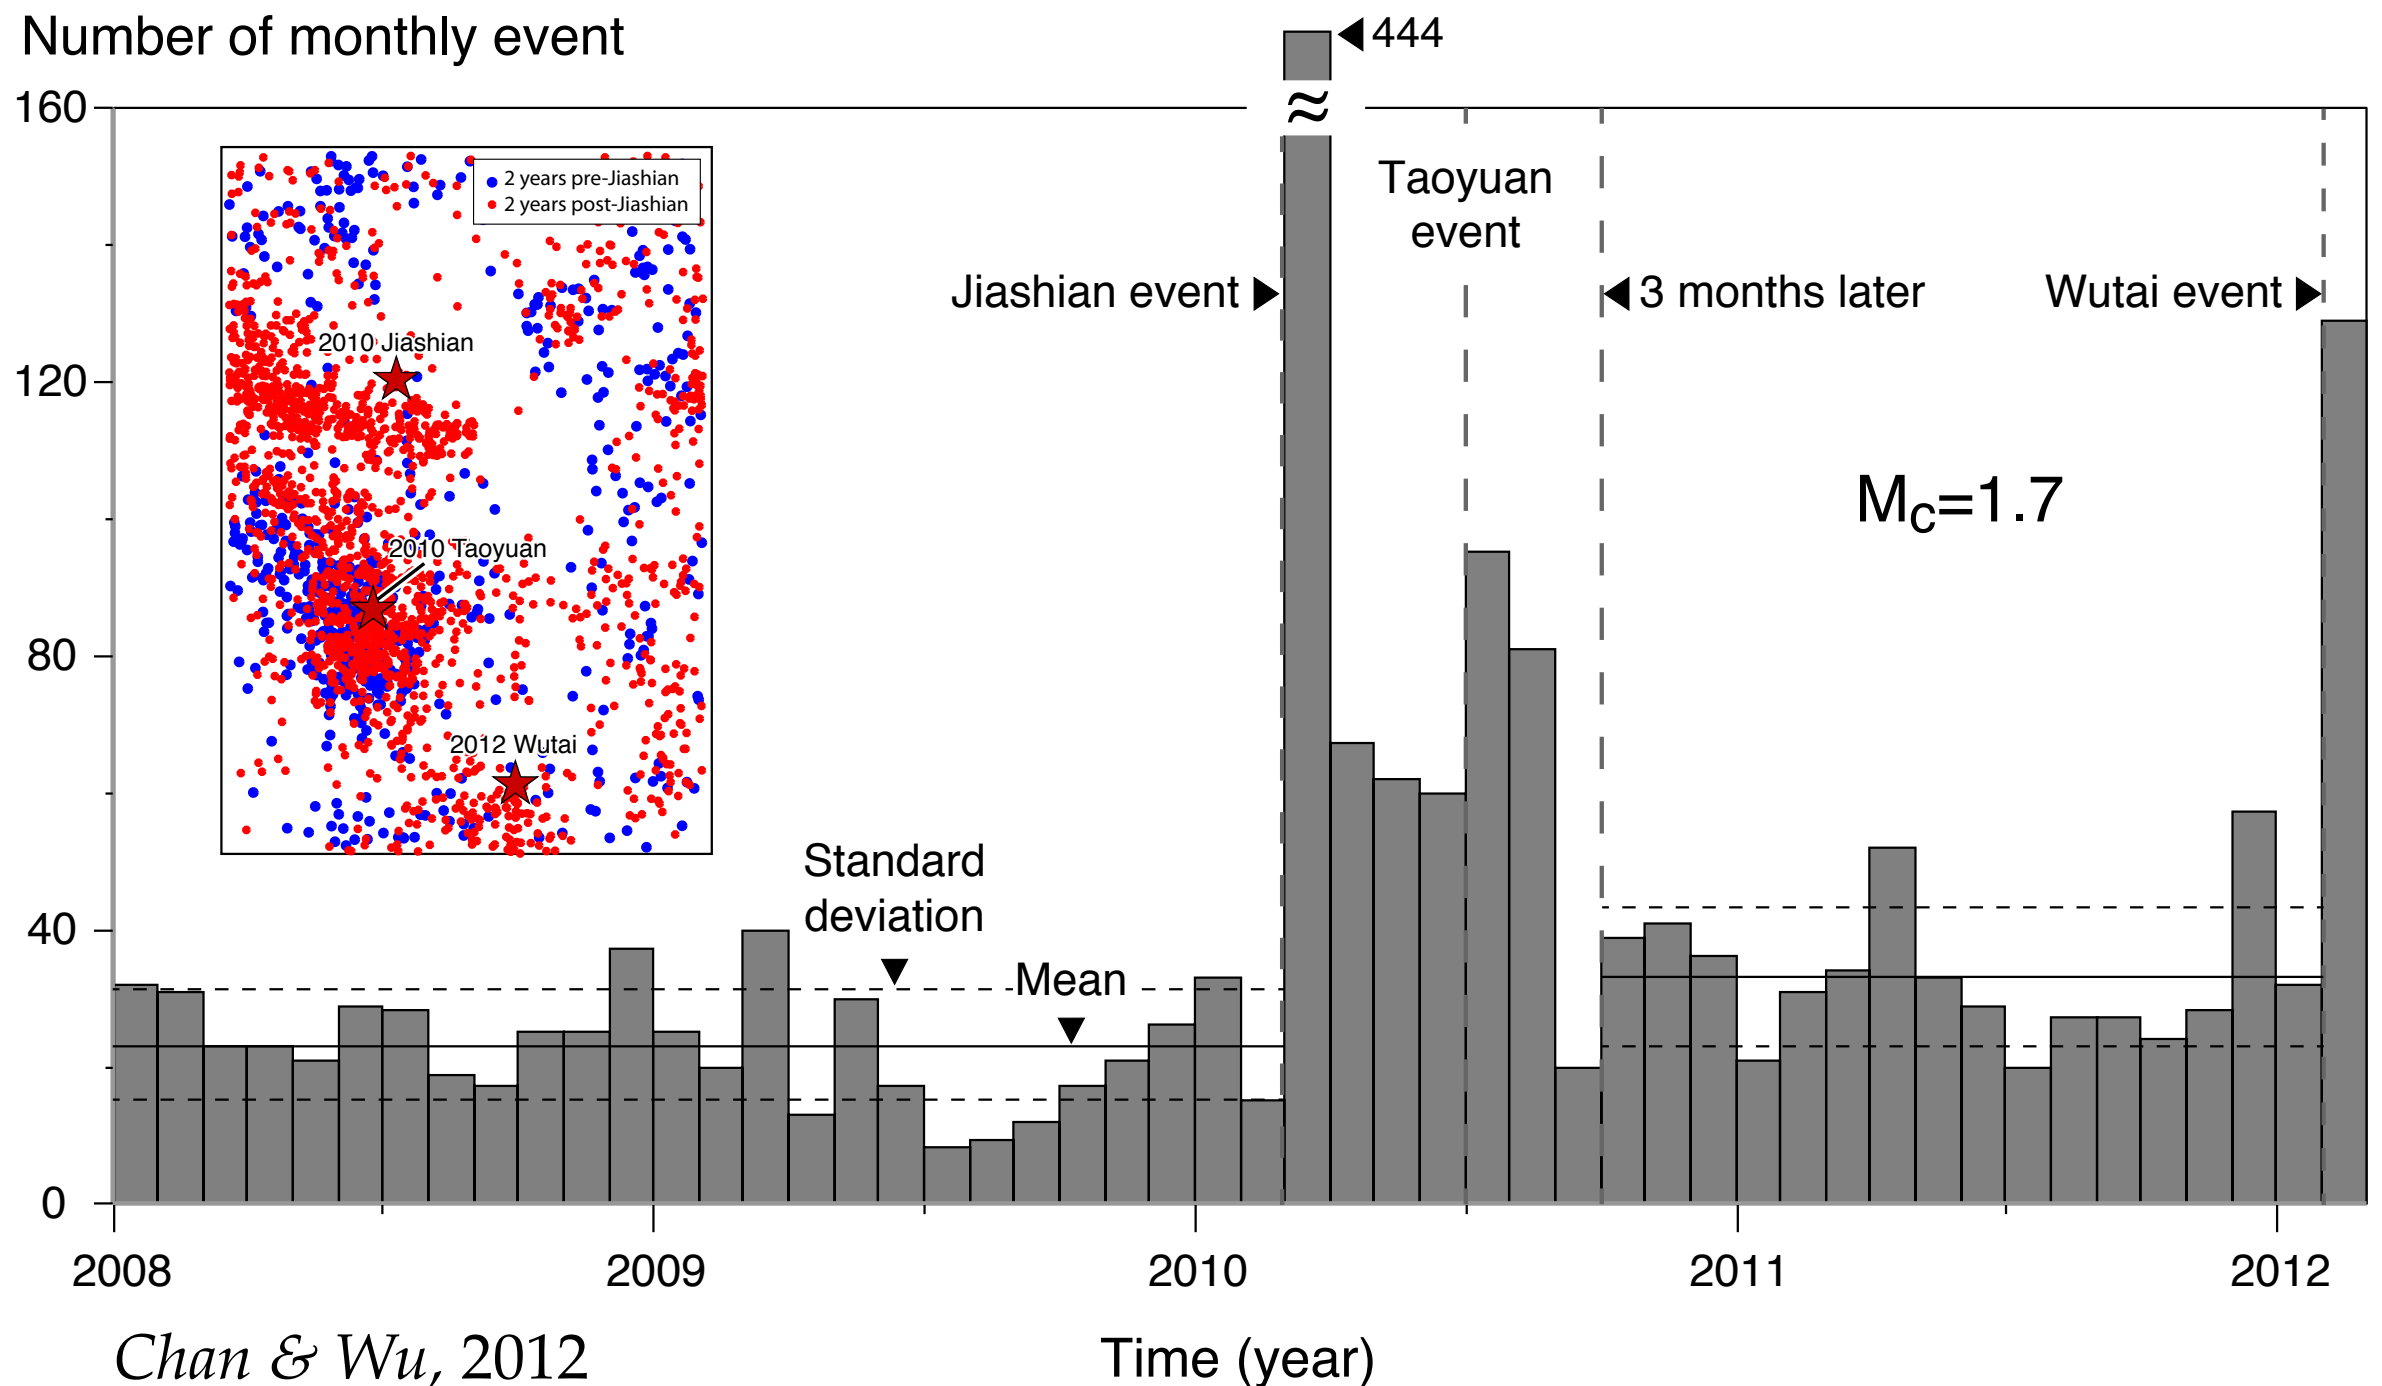 Number of monthly event
444
160
120
80
40
0
2 years pre-Jiashian
2 years post-Jiashian
2010 Jiashian
2010 Taoyuan
2012 Wutai
Taoyuan
event
Jiashian event
3 months later
Wutai event
Mc=1.7
Standard
deviation
Mean
2008
2009
2010
2011
2012
Chan & Wu, 2012
Time (year)